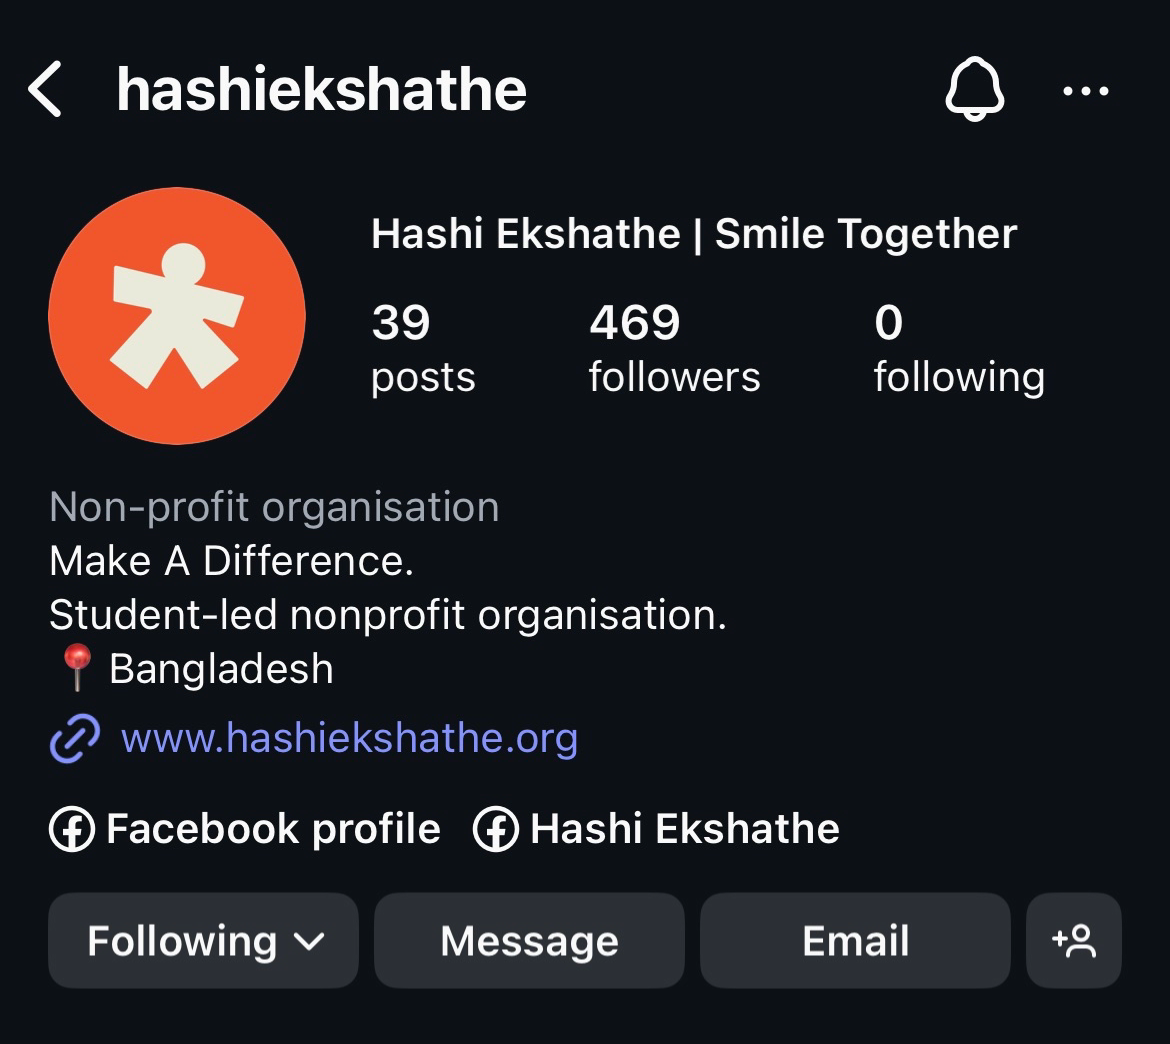 hashiekshathe
Hashi Ekshathe | Smile Together
39 469 0
posts followers following
Non-profit organisation
Make A Difference.
Student-led nonprofit organisation.
📍 Bangladesh
www.hashiekshathe.org
Facebook profile Hashi Ekshathe
Following Message Email